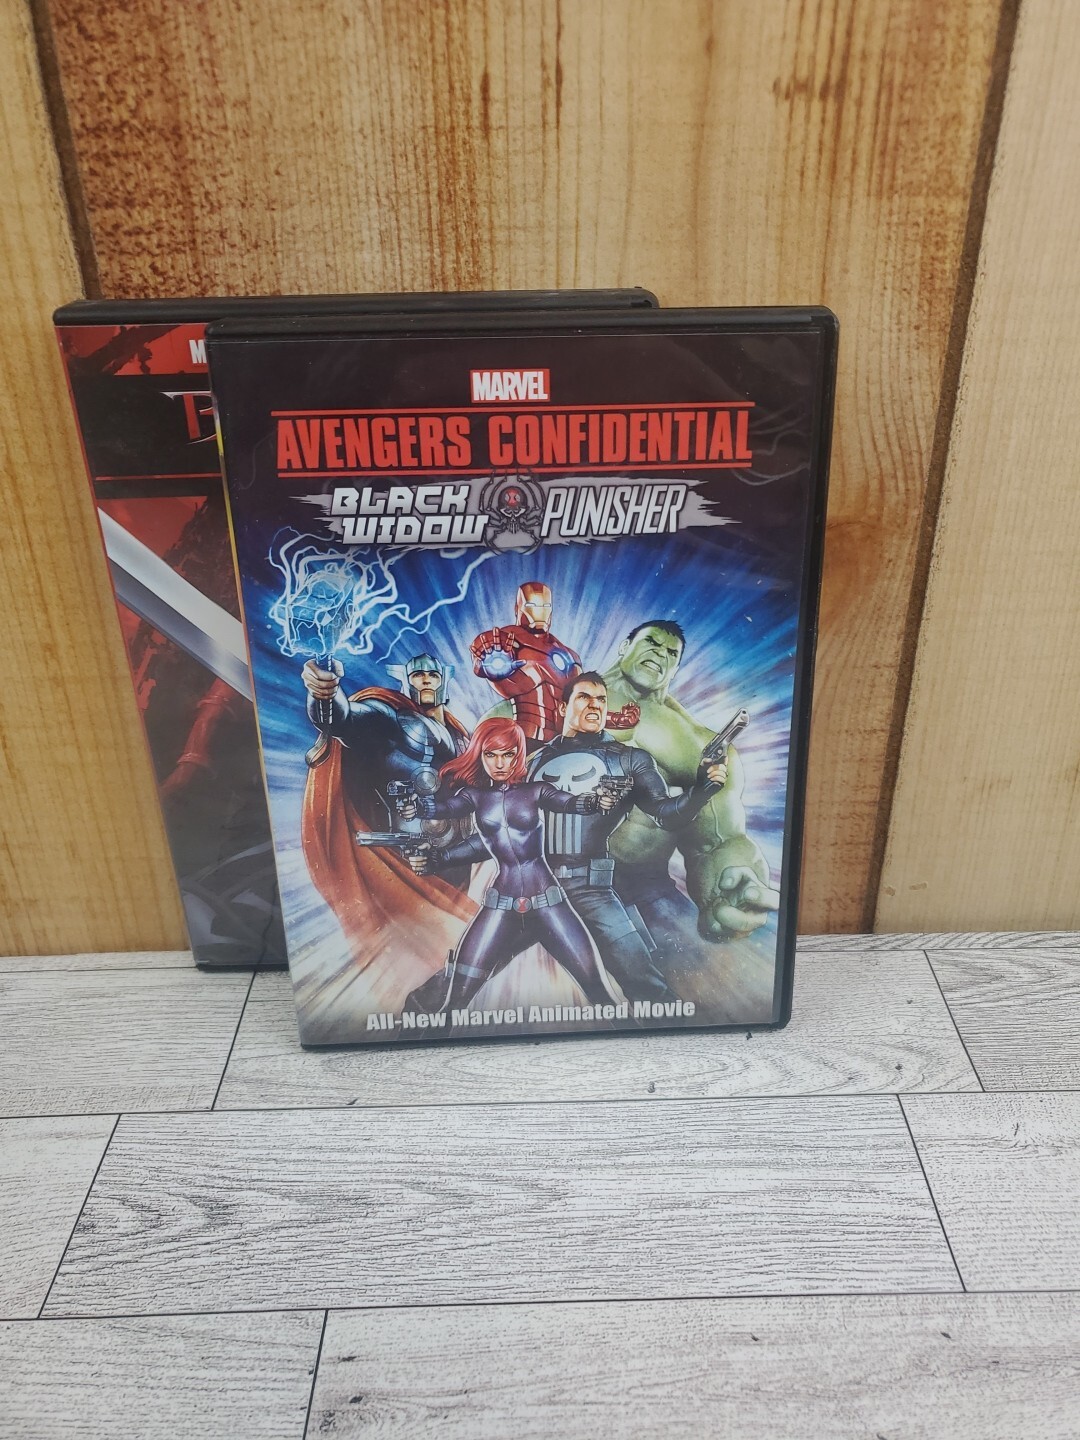 MARVEL
AVENGERS CONFIDENTIAL
BLACK WIDOW PUNISHER
All-New Marvel Animated Movie